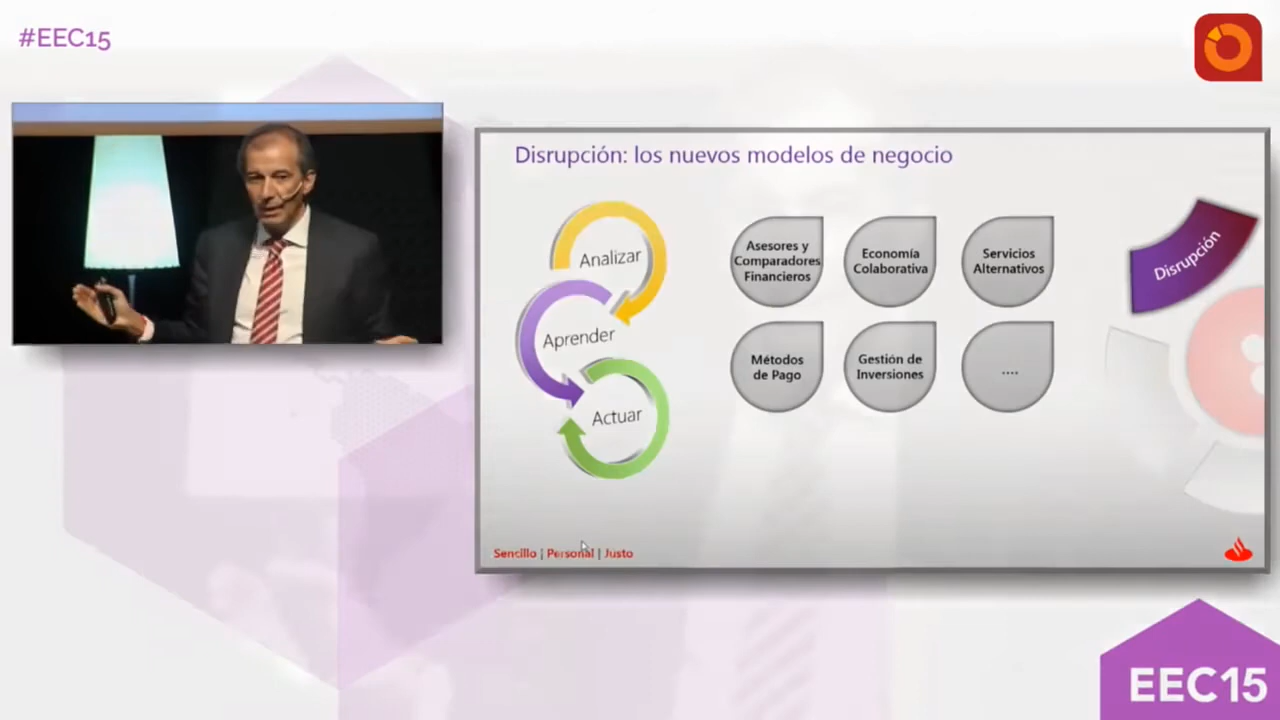 #EEC15
Disrupción: los nuevos modelos de negocio
Analizar
Aprender
Actuar
Asesores y
Comparadores
Financieros
Economía
Colaborativa
Servicios
Alternativos
Métodos
de Pago
Gestión de
Inversiones
....
Disrupción
Sencillo | Personal | Justo
EEC15